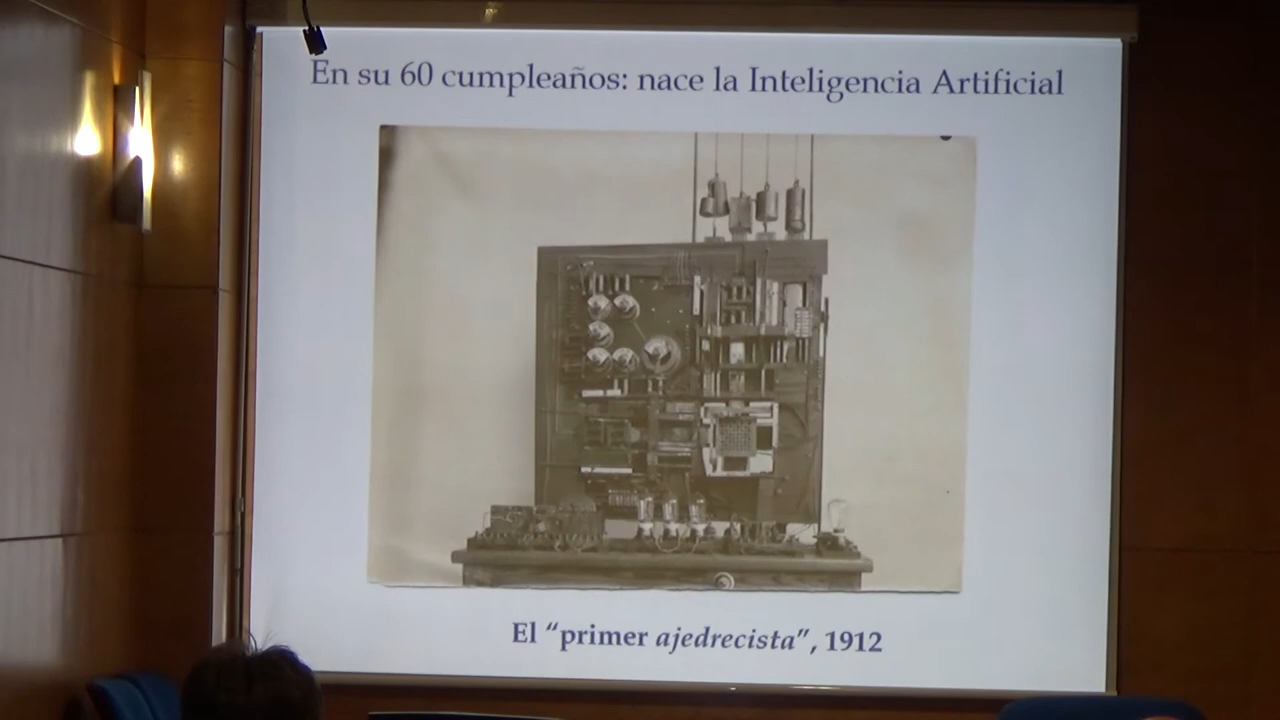 En su 60 cumpleaños: nace la Inteligencia Artificial
El “primer ajedrecista”, 1912